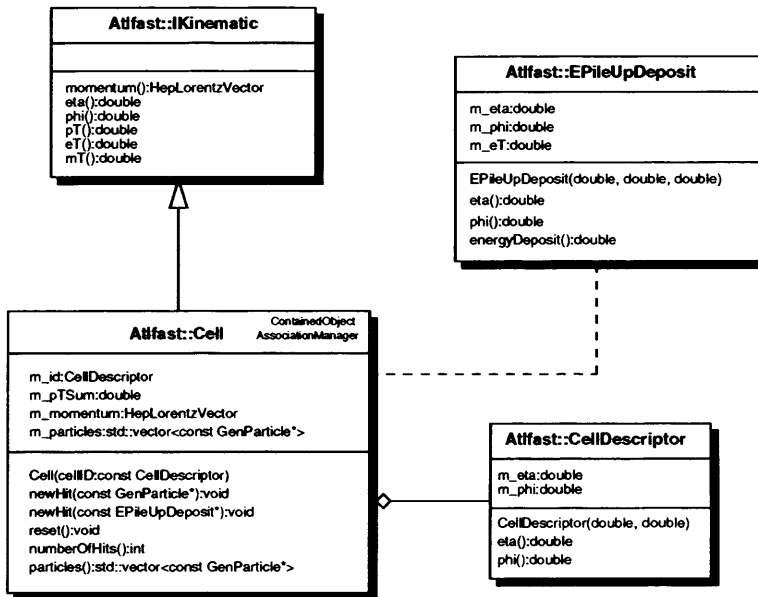 Atlfast::IKinematic
momentum():HepLorentzVector
eta():double
phi():double
pT():double
eT():double
mT():double
Atlfast::EPileUpDeposit
m_eta:double
m_phi:double
m_eT:double
EPileUpDeposit(double, double, double)
eta():double
phi():double
energyDeposit():double
Atlfast::Cell
ContainedObject
AssociationManager
m_id:CellDescriptor
m_pTSum:double
m_momentum:HepLorentzVector
m_particles:std::vector<const GenParticle*>
Cell(cellID:const CellDescriptor)
newHit(const GenParticle*):void
newHit(const EPileUpDeposit*):void
reset():void
numberOfHits():int
particles():std::vector<const GenParticle*>
Atlfast::CellDescriptor
m_eta:double
m_phi:double
CellDescriptor(double, double)
eta():double
phi():double